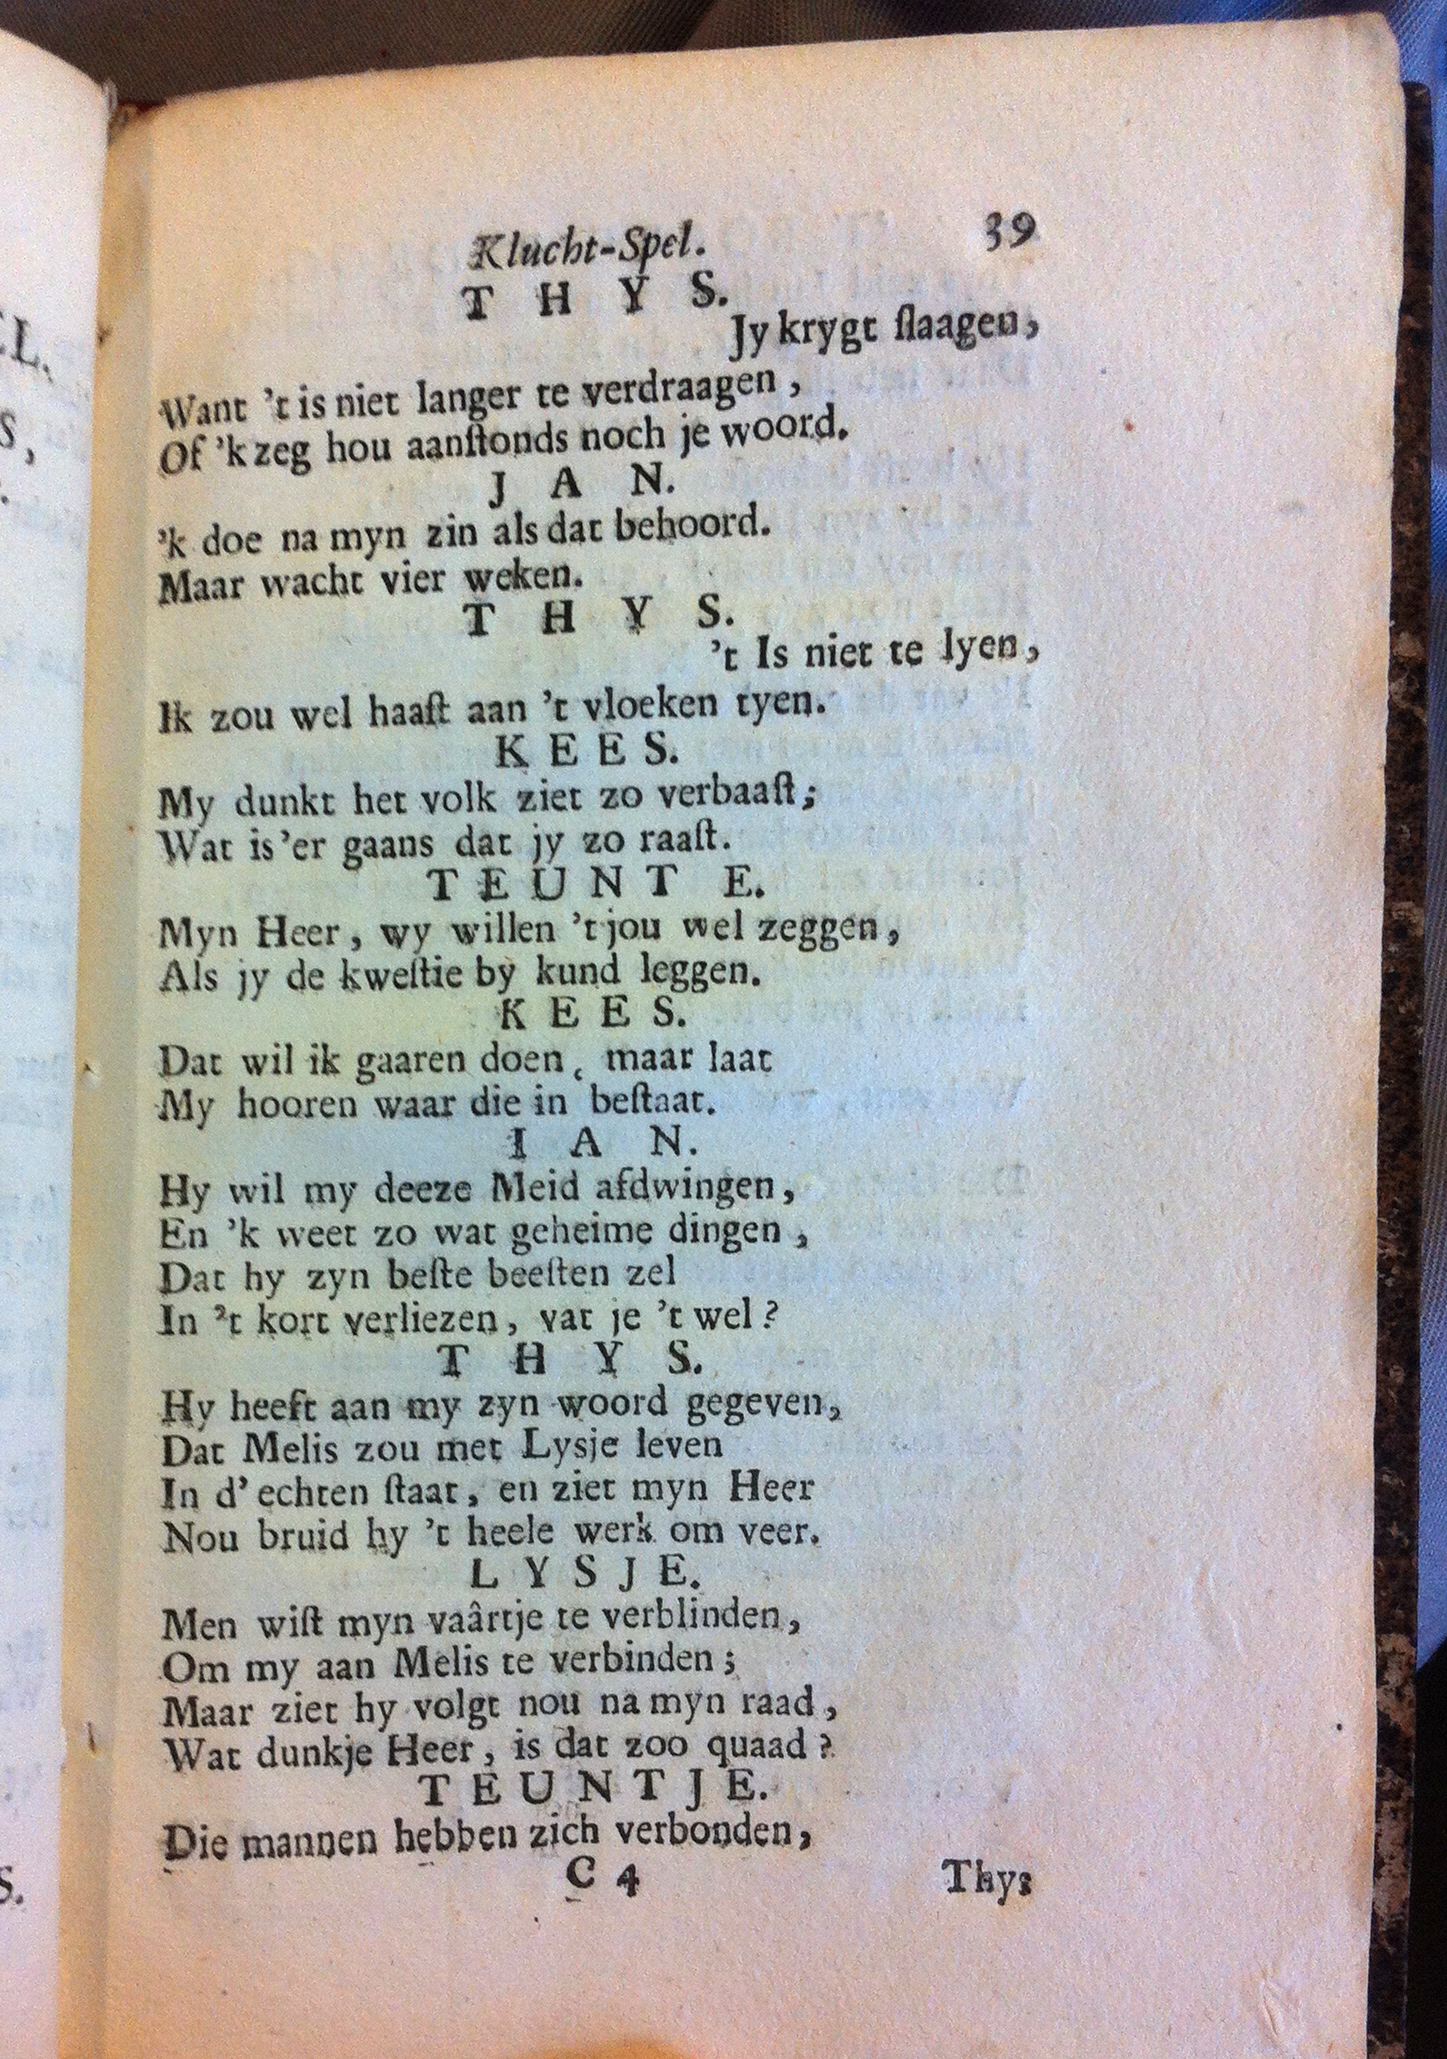 Klucht-Spel. 39
T H Y S.
Jy krygt ſlaagen,
Want 't is niet langer te verdraagen,
Of 'k zeg hou aanſtonds noch je woord.
J A N.
'k doe na myn zin als dat behoord.
Maar wacht vier weken.
T H Y S.
't Is niet te lyen,
Ik zou wel haaſt aan 't vloeken tyen.
K E E S.
My dunkt het volk ziet zo verbaaſt;
Wat is 'er gaans dat jy zo raaſt.
T E U N T E.
Myn Heer, wy willen 't jou wel zeggen,
Als jy de kweſtie by kund leggen.
K E E S.
Dat wil ik gaaren doen, maar laat
My hooren waar die in beſtaat.
I A N.
Hy wil my deeze Meid afdwingen,
En 'k weet zo wat geheime dingen,
Dat hy zyn beſte beeſten zel
In 't kort verliezen, vat je 't wel?
T H Y S.
Hy heeft aan my zyn woord gegeven,
Dat Melis zou met Lysje leven
In d' echten ſtaat, en ziet myn Heer
Nou bruid hy 't heele werk om veer.
L Y S J E.
Men wiſt myn vaârtje te verblinden,
Om my aan Melis te verbinden;
Maar ziet hy volgt nou na myn raad,
Wat dunkje Heer, is dat zoo quaad?
T E U N T J E.
Die mannen hebben zich verbonden,
C 4 Thys